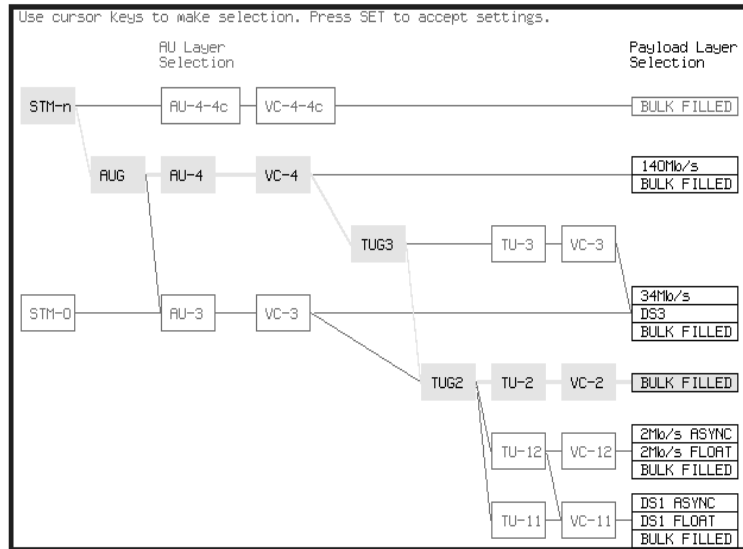 Use cursor keys to make selection. Press SET to accept settings.
AU Layer
Selection
Payload Layer
Selection
STM-n AU-4-4c VC-4-4c BULK FILLED
AUG AU-4 VC-4 140Mb/s
BULK FILLED
TUG3 TU-3 VC-3
34Mb/s
STM-0 AU-3 VC-3 DS3
BULK FILLED
TUG2 TU-2 VC-2 BULK FILLED
2Mb/s ASYNC
TU-12 VC-12 2Mb/s FLOAT
BULK FILLED
DS1 ASYNC
TU-11 VC-11 DS1 FLOAT
BULK FILLED